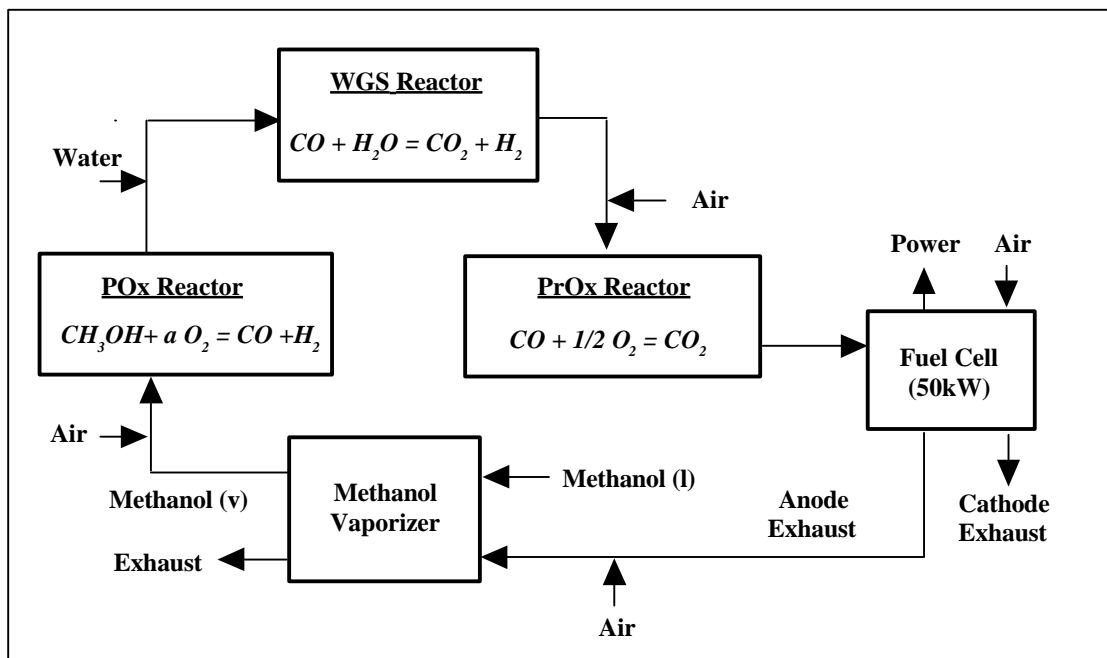 WGS Reactor
CO + H₂O = CO₂ + H₂
Water
Air
Power
Air
POx Reactor
CH₃OH+ a O₂ = CO +H₂
PrOx Reactor
CO + 1/2 O₂ = CO₂
Fuel Cell
(50kW)
Air
Methanol (v)
Methanol
Vaporizer
Methanol (l)
Anode
Exhaust
Cathode
Exhaust
Exhaust
Air